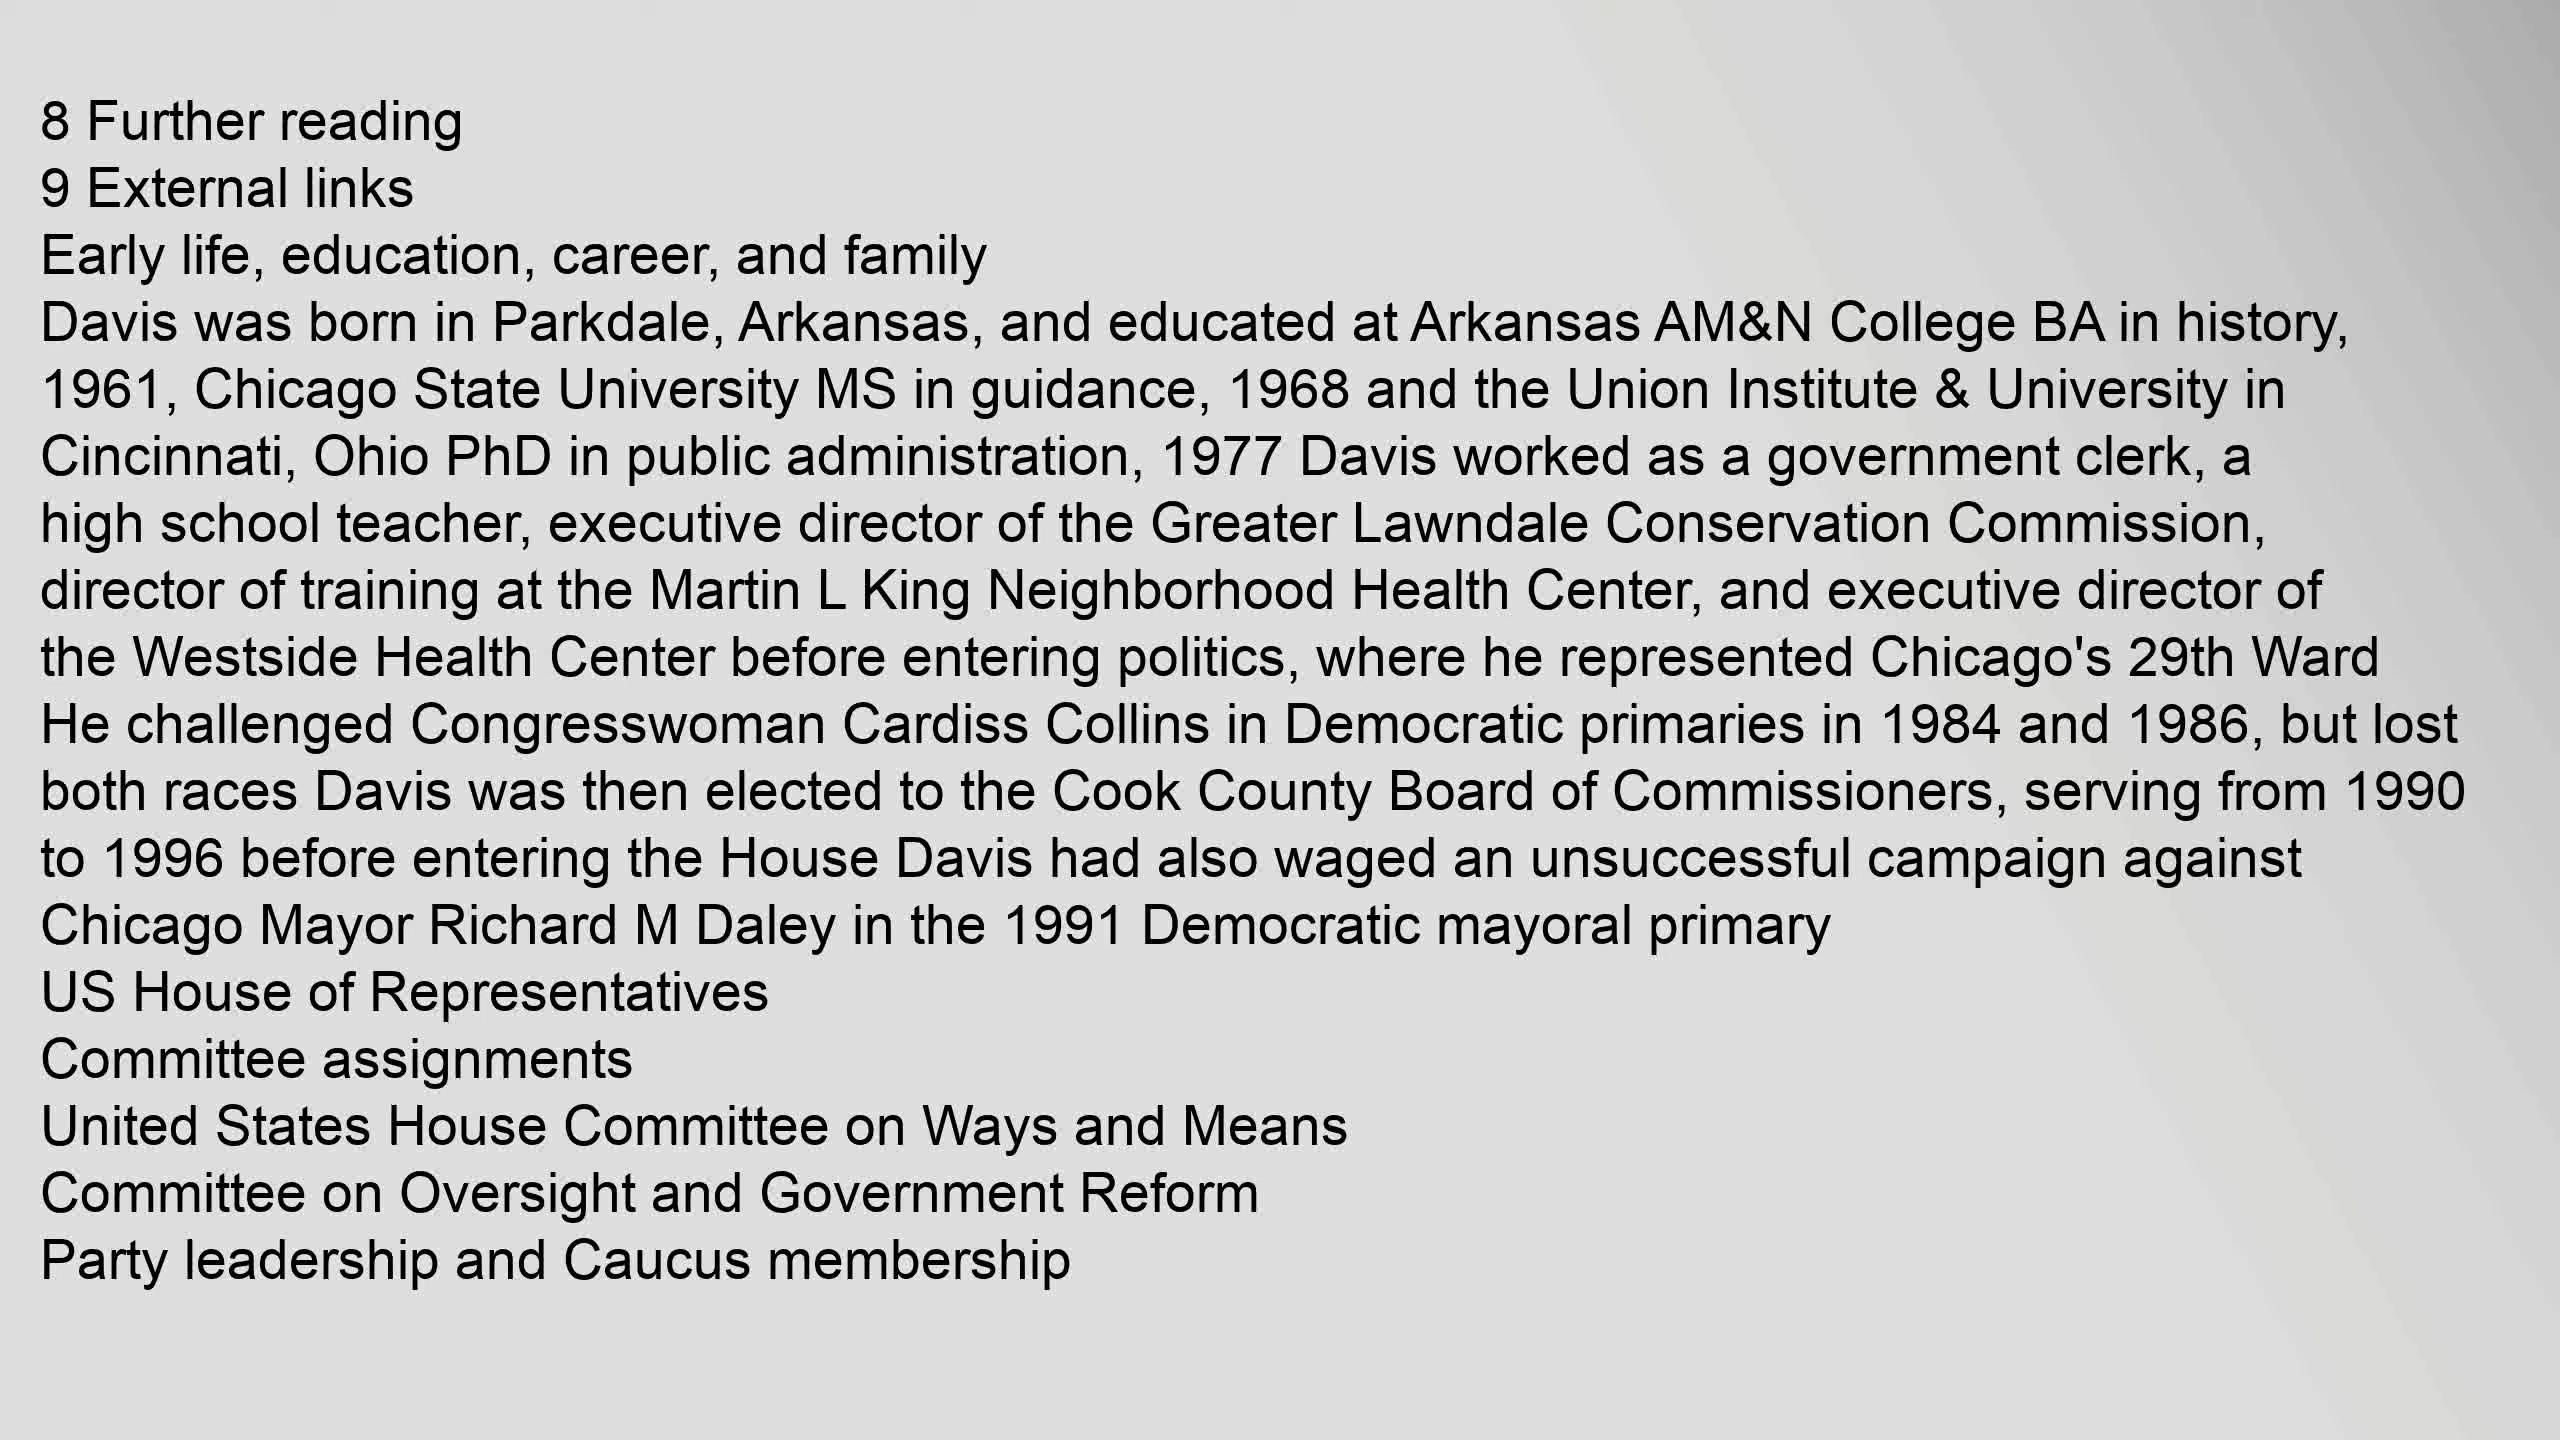 8 Further reading
9 External links
Early life, education, career, and family
Davis was born in Parkdale, Arkansas, and educated at Arkansas AM&N College BA in history,
1961, Chicago State University MS in guidance, 1968 and the Union Institute & University in
Cincinnati, Ohio PhD in public administration, 1977 Davis worked as a government clerk, a
high school teacher, executive director of the Greater Lawndale Conservation Commission,
director of training at the Martin L King Neighborhood Health Center, and executive director of
the Westside Health Center before entering politics, where he represented Chicago's 29th Ward
He challenged Congresswoman Cardiss Collins in Democratic primaries in 1984 and 1986, but lost
both races Davis was then elected to the Cook County Board of Commissioners, serving from 1990
to 1996 before entering the House Davis had also waged an unsuccessful campaign against
Chicago Mayor Richard M Daley in the 1991 Democratic mayoral primary
US House of Representatives
Committee assignments
United States House Committee on Ways and Means
Committee on Oversight and Government Reform
Party leadership and Caucus membership